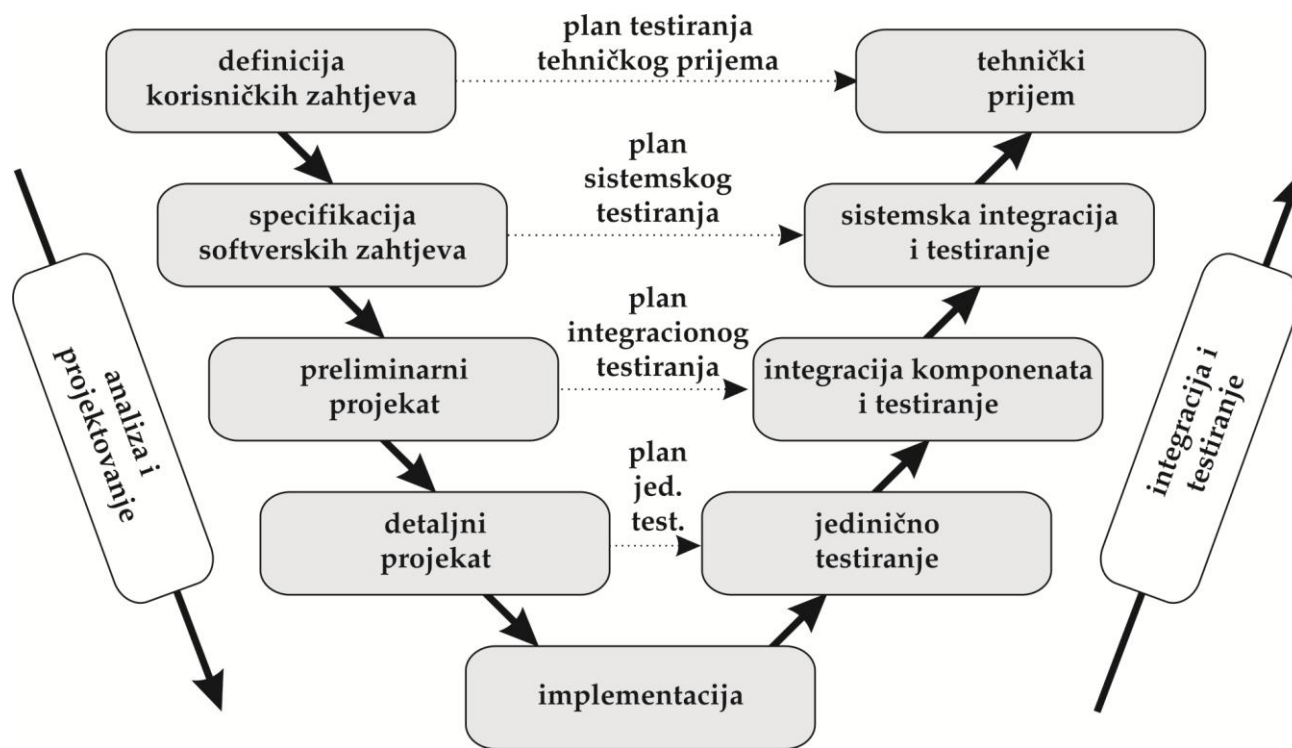 plan testiranja
tehničkog prijema
definicija
korisničkih zahtjeva
tehnički
prijem
plan
sistemskog
testiranja
specifikacija
softverskih zahtjeva
sistemska integracija
i testiranje
plan
integracionog
testiranja
preliminarni
projekat
integracija komponenata
i testiranje
analiza i
projektovanje
integracija i
testiranje
plan
jed.
test.
detaljni
projekat
jedinično
testiranje
implementacija